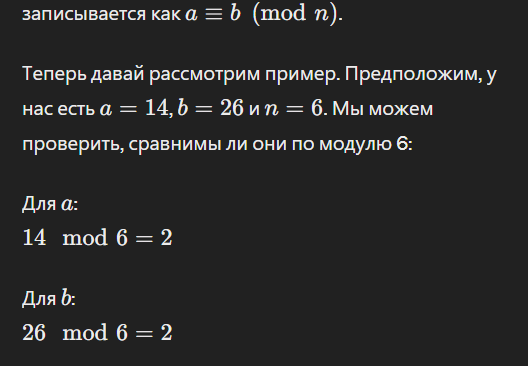 записывается как a ≡ b (mod n).
Теперь давай рассмотрим пример. Предположим, у
нас есть a = 14, b = 26 и n = 6. Мы можем
проверить, сравнимы ли они по модулю 6:
Для a:
14 mod 6 = 2
Для b:
26 mod 6 = 2